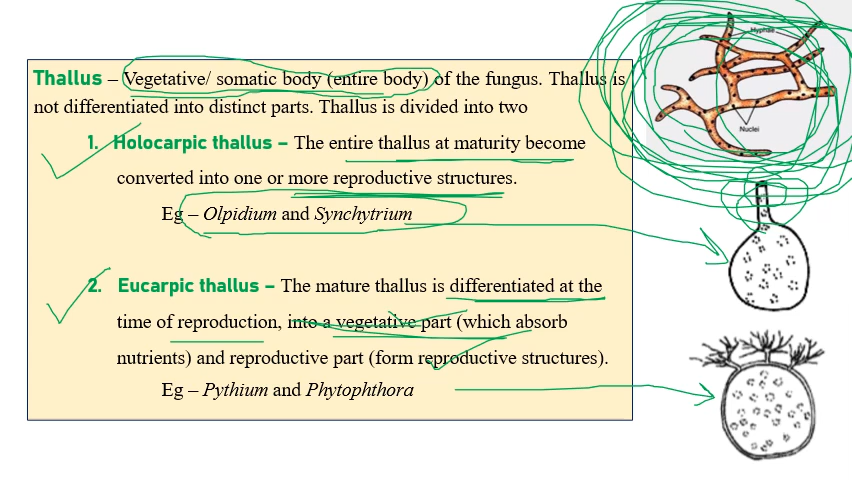 Thallus – Vegetative/ somatic body (entire body) of the fungus. Thallus is
not differentiated into distinct parts. Thallus is divided into two
1. Holocarpic thallus – The entire thallus at maturity become
converted into one or more reproductive structures.
Eg – Olpidium and Synchytrium
2. Eucarpic thallus – The mature thallus is differentiated at the
time of reproduction, into a vegetative part (which absorb
nutrients) and reproductive part (form reproductive structures).
Eg – Pythium and Phytophthora
Hyphae
Nuclei